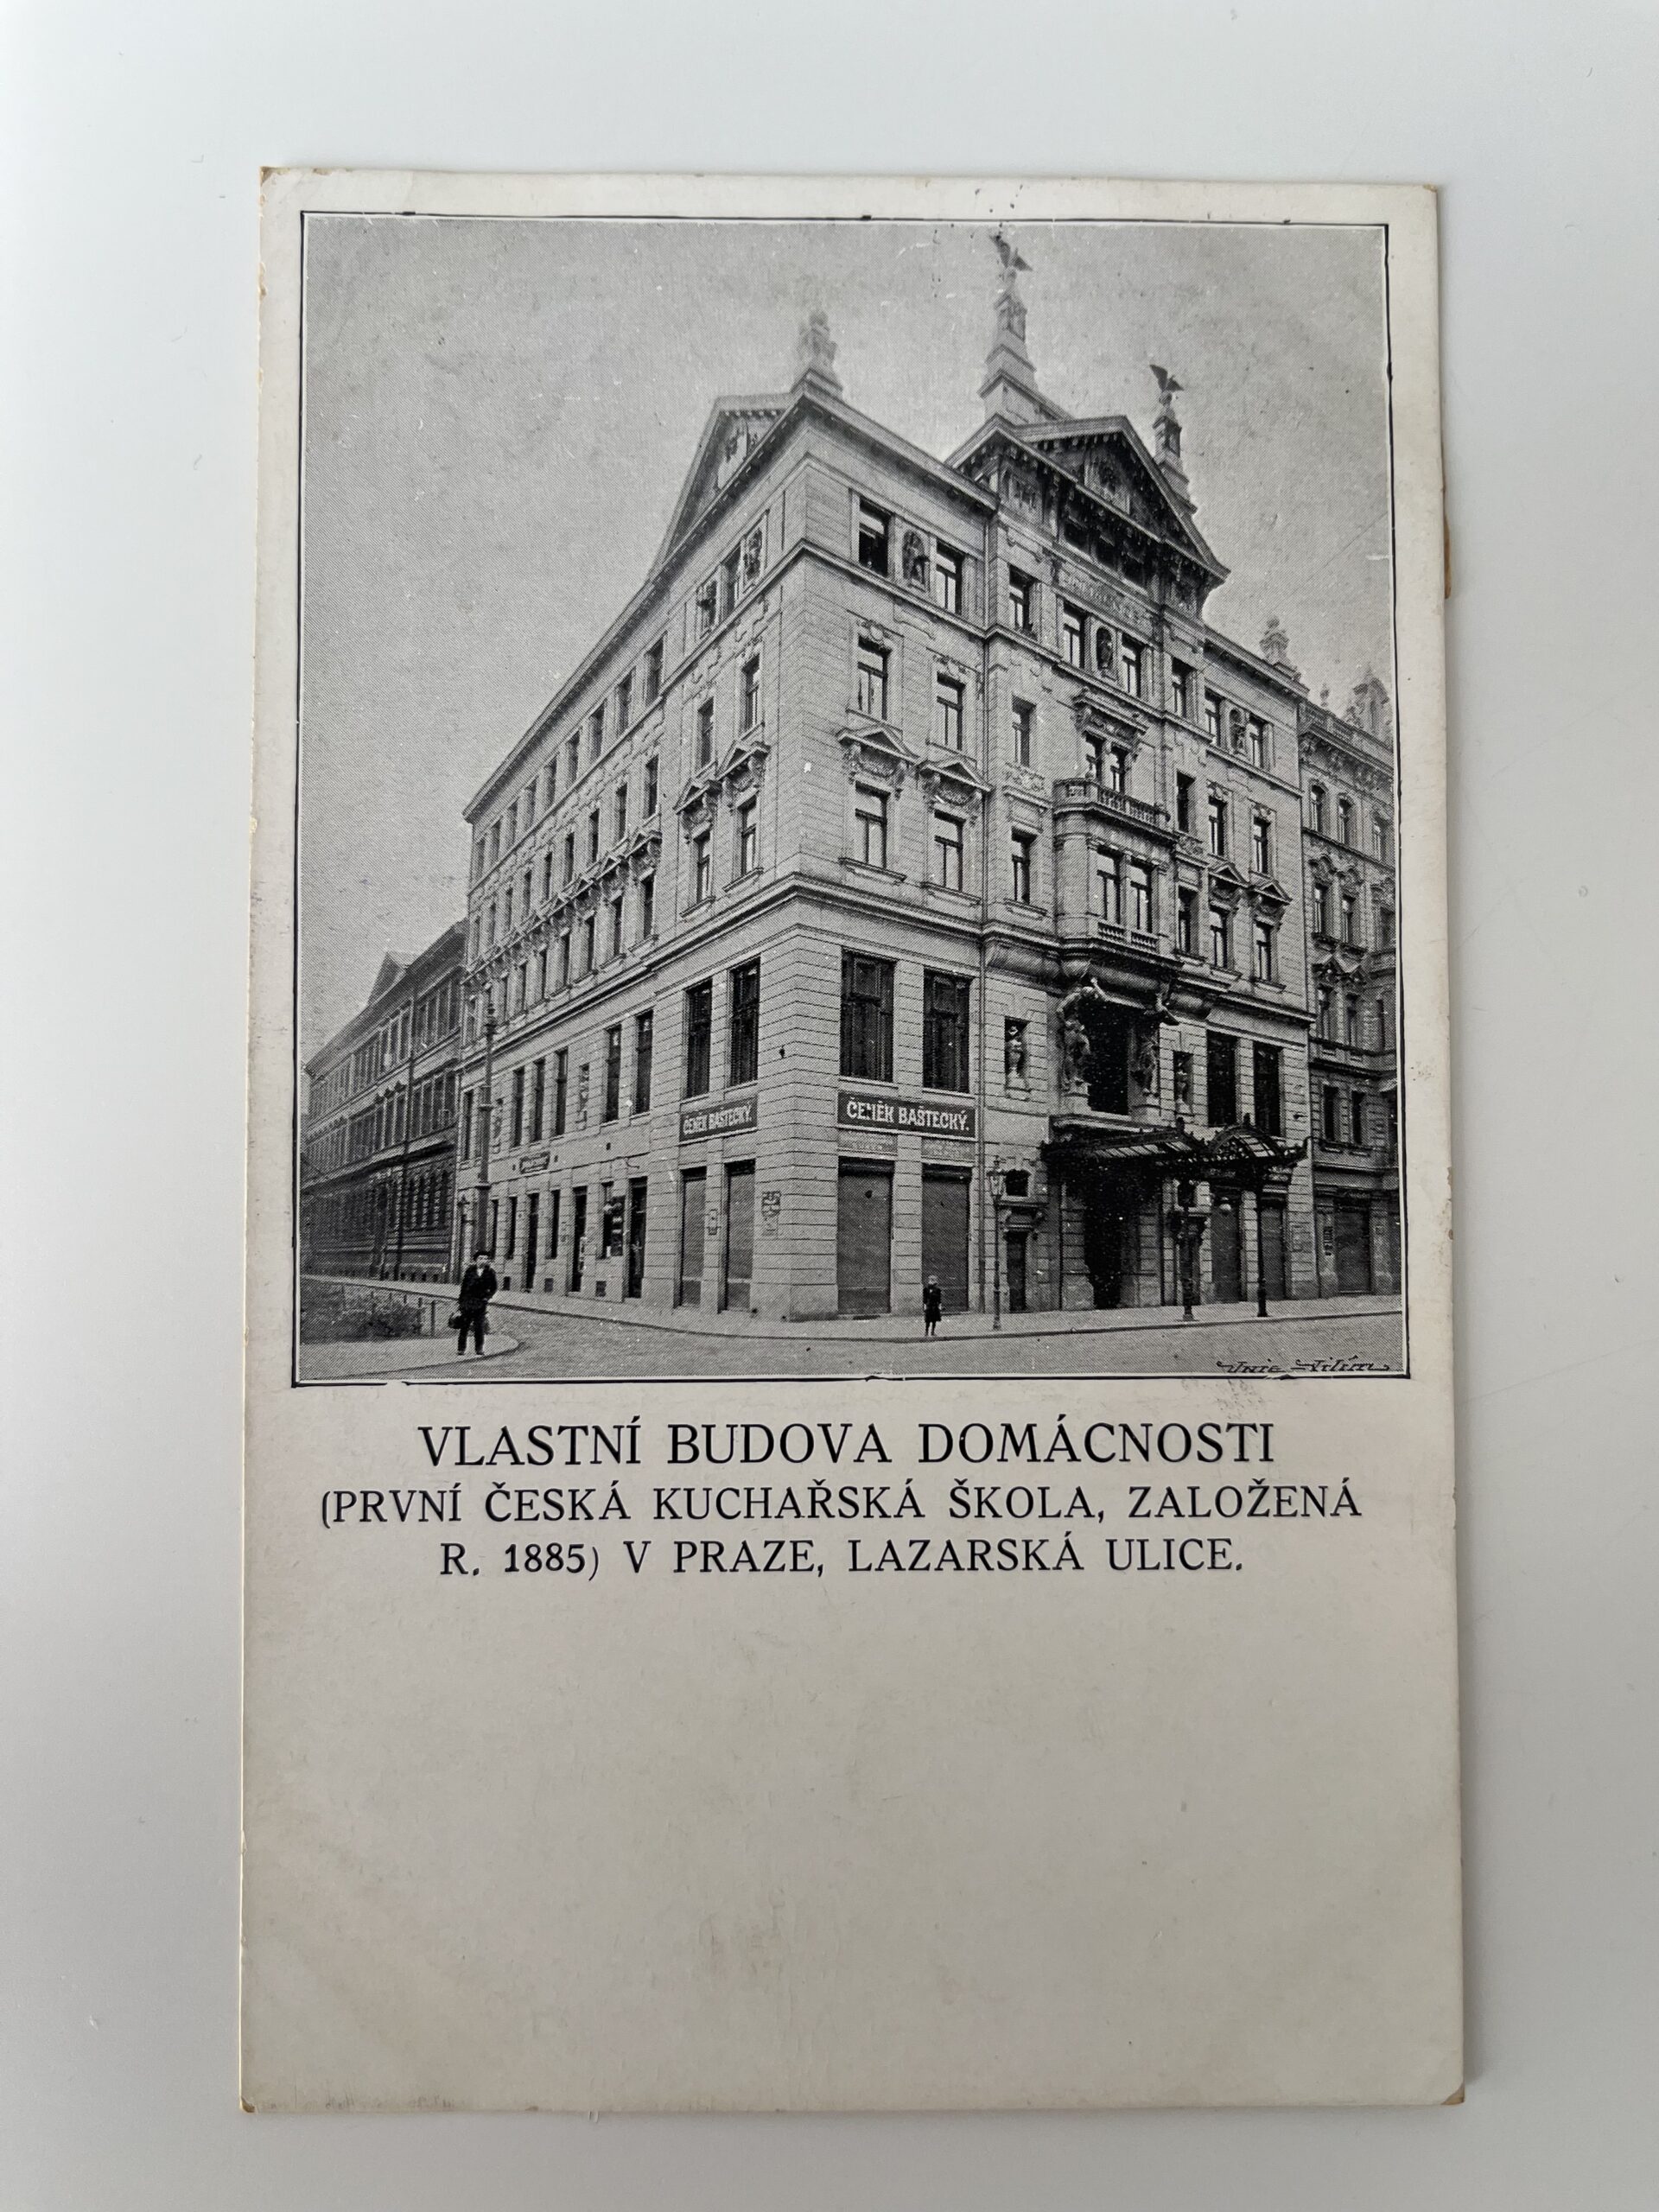 ČENĚK BAŠTECKÝ.
ČENĚK BAŠTECKÝ.
VLASTNÍ BUDOVA DOMÁCNOSTI
(PRVNÍ ČESKÁ KUCHAŘSKÁ ŠKOLA, ZALOŽENÁ
R. 1885) V PRAZE, LAZARSKÁ ULICE.